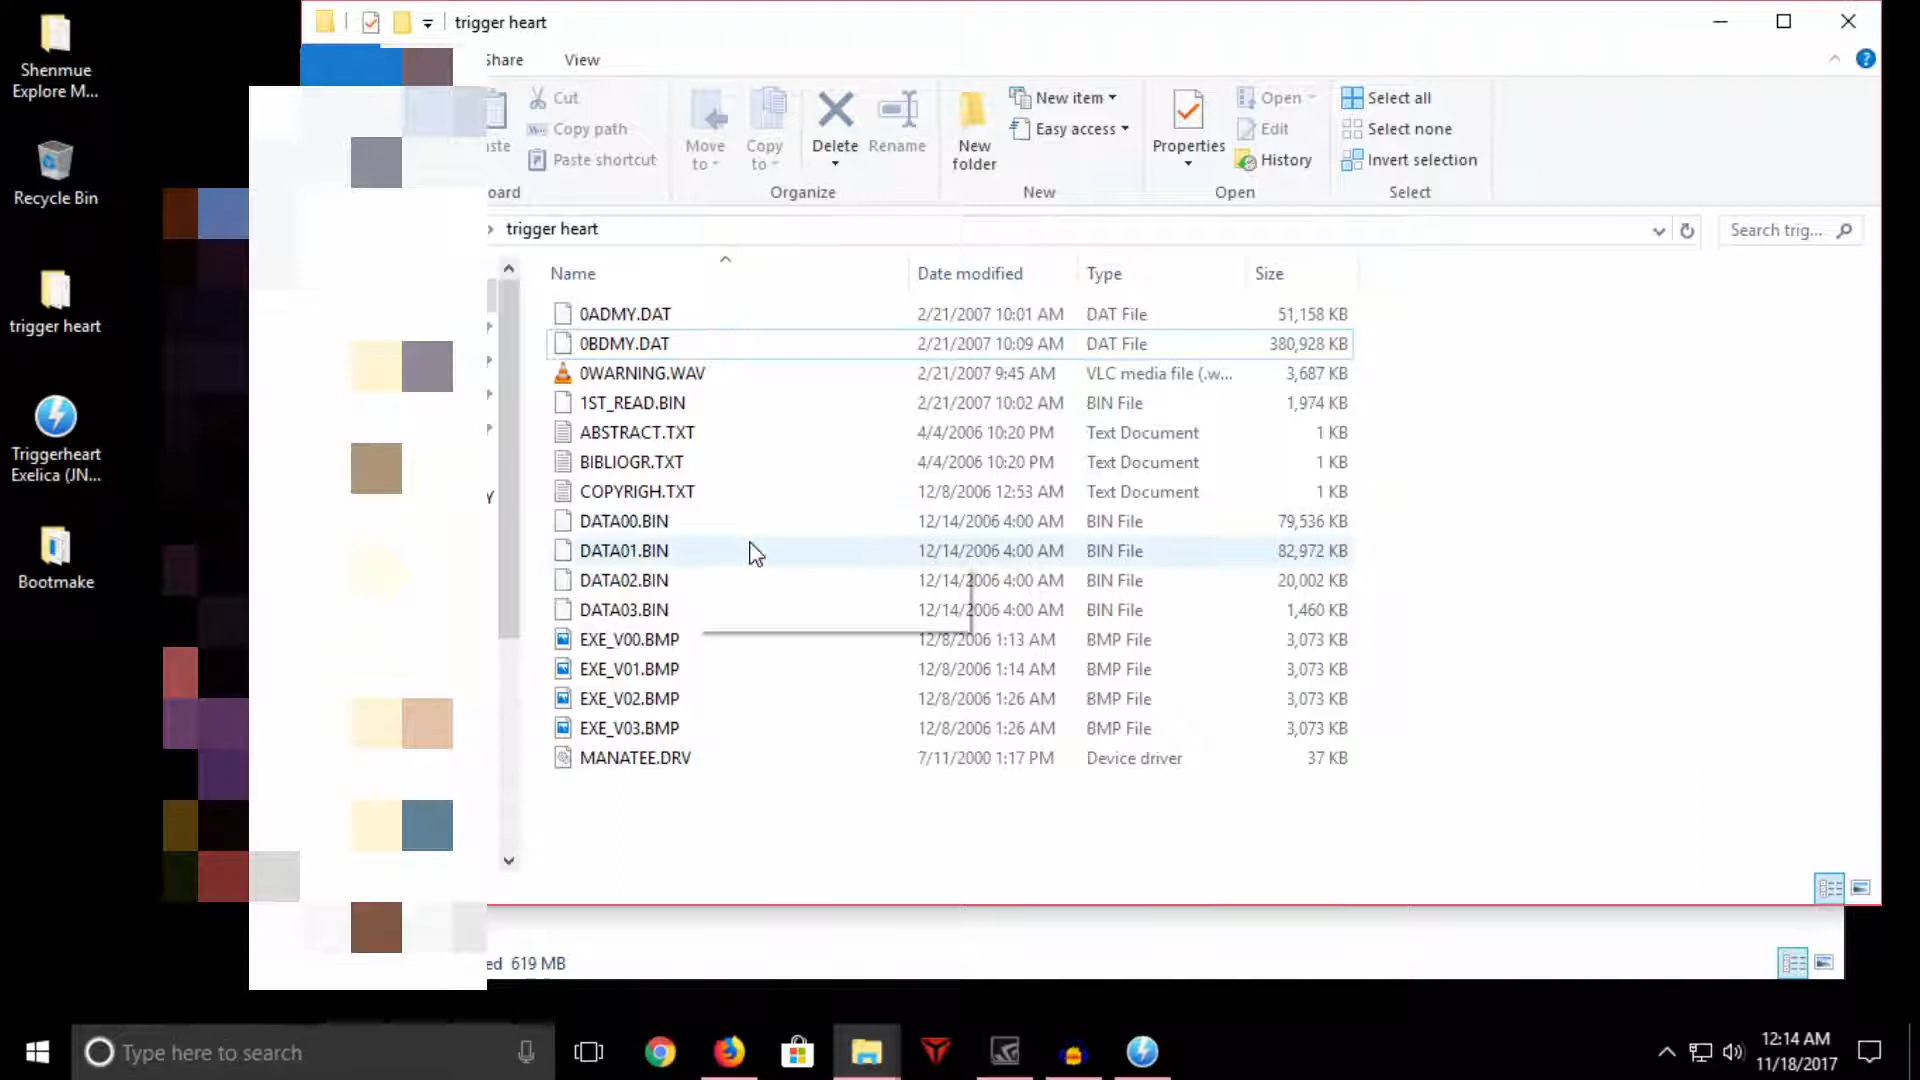 trigger heart
Share View
Cut
Copy path
Paste shortcut
Move to
Copy to
Delete
Rename
New folder
New item
Easy access
Properties
Open
Edit
History
Select all
Select none
Invert selection
Organize
New
Open
Select
trigger heart
Search trig...
Name Date modified Type Size
0ADMY.DAT 2/21/2007 10:01 AM DAT File 51,158 KB
0BDMY.DAT 2/21/2007 10:09 AM DAT File 380,928 KB
0WARNING.WAV 2/21/2007 9:45 AM VLC media file (.w... 3,687 KB
1ST_READ.BIN 2/21/2007 10:02 AM BIN File 1,974 KB
ABSTRACT.TXT 4/4/2006 10:20 PM Text Document 1 KB
BIBLIOGR.TXT 4/4/2006 10:20 PM Text Document 1 KB
COPYRIGH.TXT 12/8/2006 12:53 AM Text Document 1 KB
DATA00.BIN 12/14/2006 4:00 AM BIN File 79,536 KB
DATA01.BIN 12/14/2006 4:00 AM BIN File 82,972 KB
DATA02.BIN 12/14/2006 4:00 AM BIN File 20,002 KB
DATA03.BIN 12/14/2006 4:00 AM BIN File 1,460 KB
EXE_V00.BMP 12/8/2006 1:13 AM BMP File 3,073 KB
EXE_V01.BMP 12/8/2006 1:14 AM BMP File 3,073 KB
EXE_V02.BMP 12/8/2006 1:26 AM BMP File 3,073 KB
EXE_V03.BMP 12/8/2006 1:26 AM BMP File 3,073 KB
MANATEE.DRV 7/11/2000 1:17 PM Device driver 37 KB
619 MB
Shenmue
Explore M...
Recycle Bin
trigger heart
Triggerheart
Exelica (JN...
Bootmake
Type here to search
12:14 AM
11/18/2017